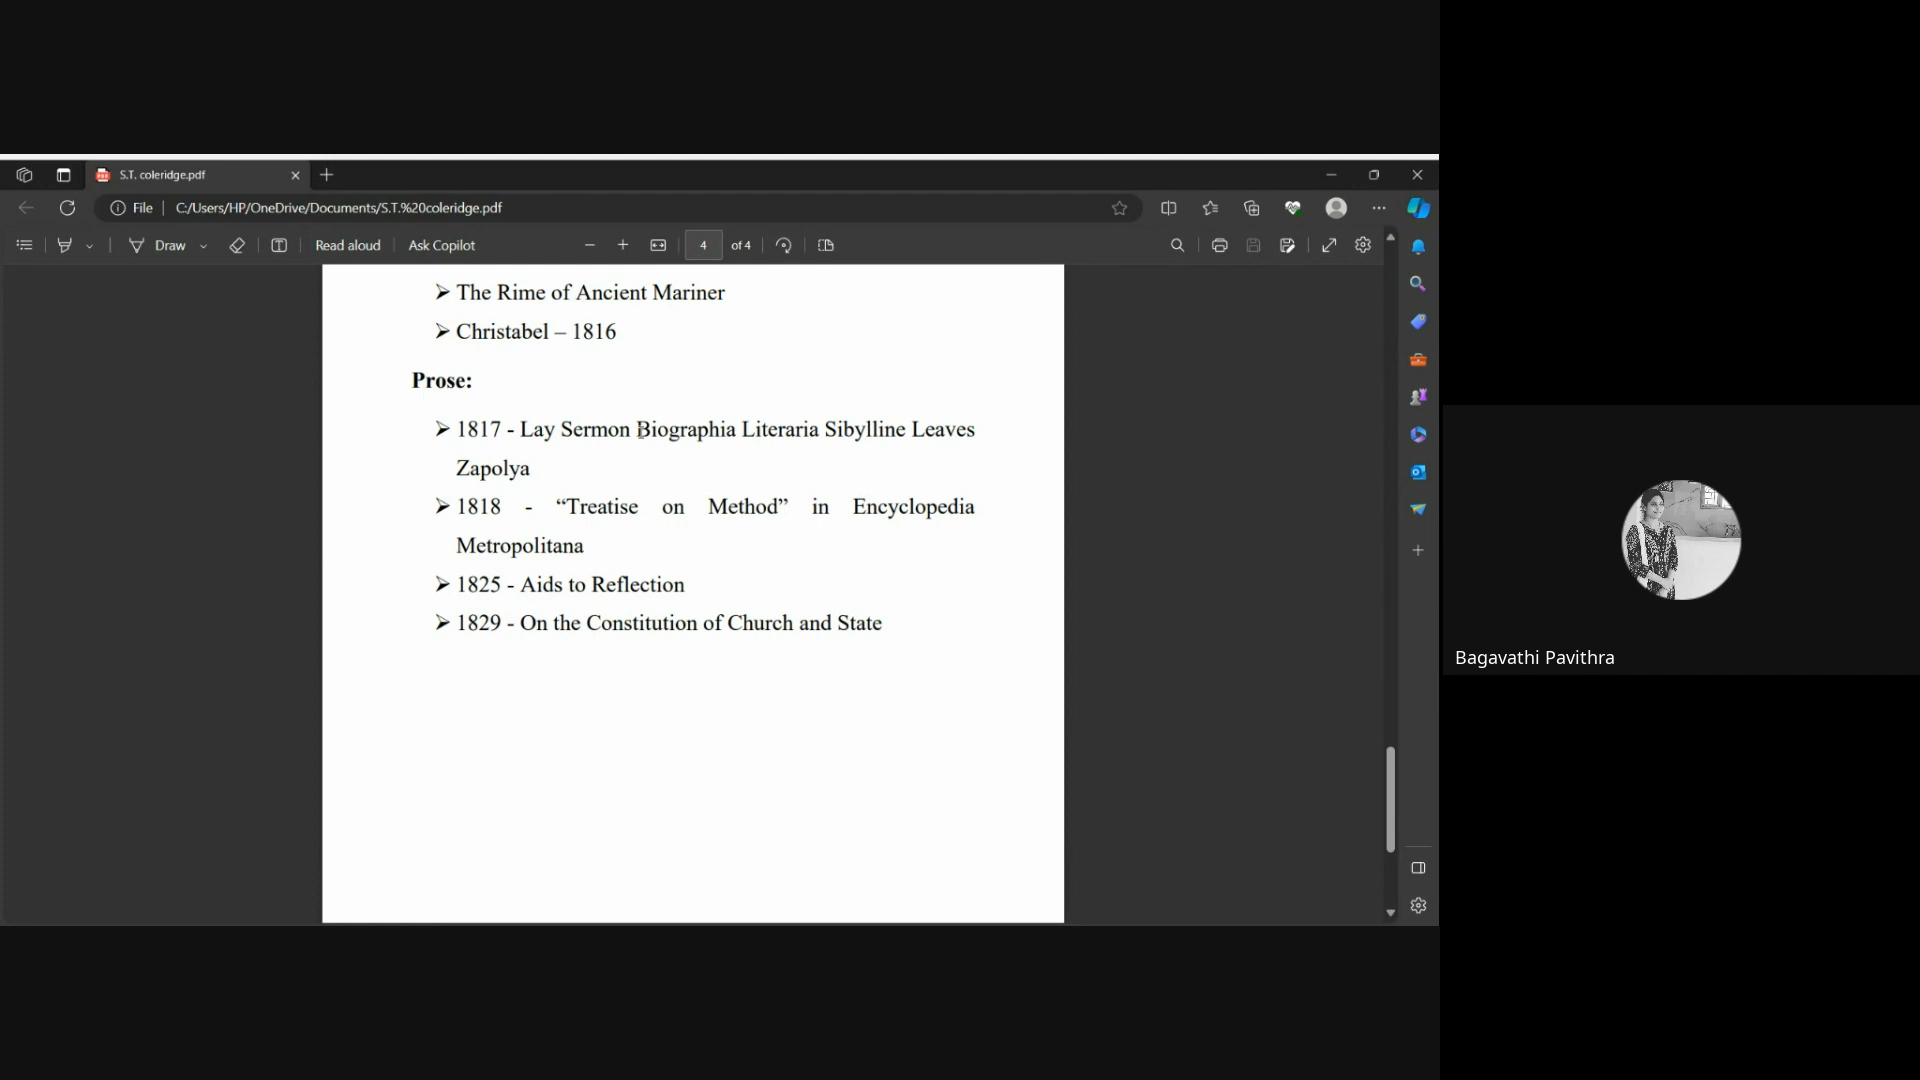 S.T. coleridge.pdf
File C:/Users/HP/OneDrive/Documents/S.T.%20coleridge.pdf
Draw Read aloud Ask Copilot 4 of 4
➢ The Rime of Ancient Mariner
➢ Christabel – 1816
Prose:
➢ 1817 - Lay Sermon Biographia Literaria Sibylline Leaves
Zapolya
➢ 1818 - “Treatise on Method” in Encyclopedia
Metropolitana
➢ 1825 - Aids to Reflection
➢ 1829 - On the Constitution of Church and State
Bagavathi Pavithra